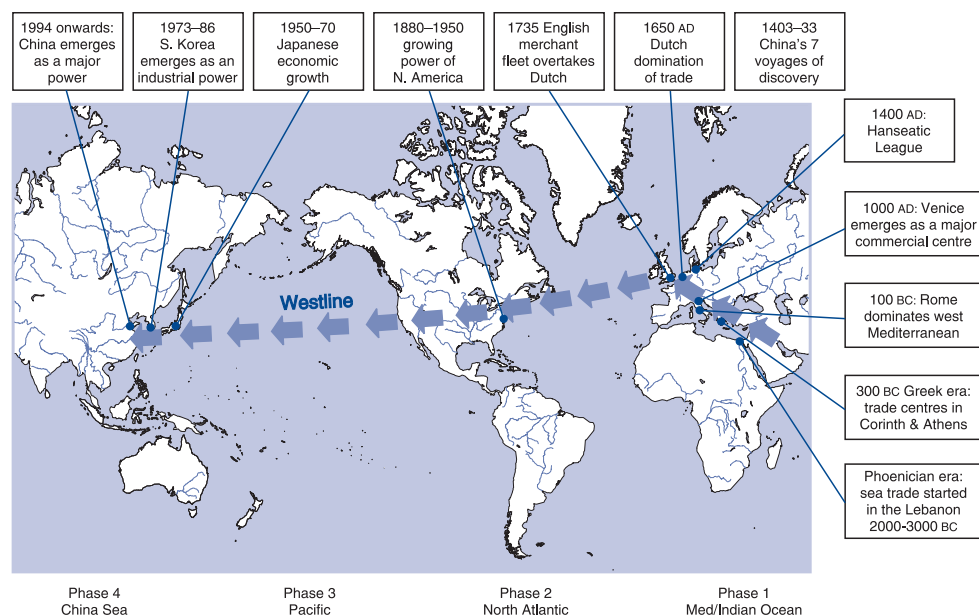 1994 onwards:
China emerges
as a major
power
1973–86
S. Korea
emerges as an
industrial power
1950–70
Japanese
economic
growth
1880–1950
growing
power of
N. America
1735 English
merchant
fleet overtakes
Dutch
1650 AD
Dutch
domination
of trade
1403–33
China's 7
voyages of
discovery
1400 AD:
Hanseatic
League
1000 AD: Venice
emerges as a major
commercial centre
100 BC: Rome
dominates west
Mediterranean
300 BC Greek era:
trade centres in
Corinth & Athens
Phoenician era:
sea trade started
in the Lebanon
2000-3000 BC
Westline
Phase 4
China Sea
Phase 3
Pacific
Phase 2
North Atlantic
Phase 1
Med/Indian Ocean